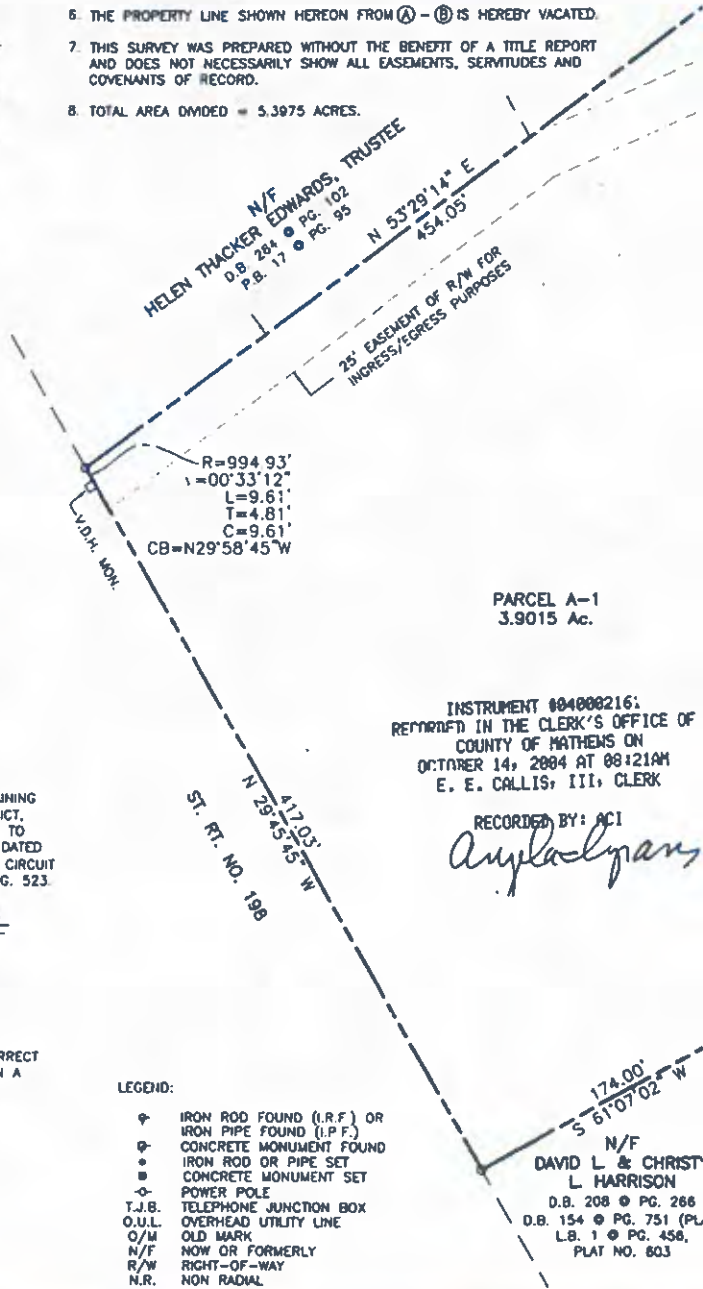 6. THE PROPERTY LINE SHOWN HEREON FROM Ⓐ - Ⓑ IS HEREBY VACATED.
7. THIS SURVEY WAS PREPARED WITHOUT THE BENEFIT OF A TITLE REPORT
AND DOES NOT NECESSARILY SHOW ALL EASEMENTS, SERVITUDES AND
COVENANTS OF RECORD.
8. TOTAL AREA DIVIDED = 5.3975 ACRES.
N/F
HELEN THACKER EDWARDS, TRUSTEE
D.B. 284 @ PG. 102
P.B. 17 @ PG. 95
N 53°29'14" E
454.05'
25' EASEMENT OF R/W FOR
INGRESS/EGRESS PURPOSES
R=994.93'
=00°33'12"
L=9.61'
T=4.81'
C=9.61'
CB=N29°58'45"W
V.D.H. MON.
PARCEL A-1
3.9015 Ac.
INSTRUMENT #04000216
RECORDED IN THE CLERK'S OFFICE OF
COUNTY OF MATHEWS ON
OCTOBER 14, 2004 AT 08:21AM
E. E. CALLIS, III, CLERK
RECORDED BY: ACI
417.03'
N 29°45'45" W
ST. RT. NO. 198
INING
ICT,
TO
DATED
CIRCUIT
G. 523
RRECT
N A
174.00'
S 61°07'02" W
N/F
DAVID L. & CHRIST
L. HARRISON
D.B. 208 @ PG. 266
D.B. 154 @ PG. 751 (PL
L.B. 1 @ PG. 456,
PLAT NO. 603
LEGEND:
IRON ROD FOUND (I.R.F.) OR
IRON PIPE FOUND (I.P.F.)
CONCRETE MONUMENT FOUND
IRON ROD OR PIPE SET
CONCRETE MONUMENT SET
POWER POLE
T.J.B. TELEPHONE JUNCTION BOX
O.U.L. OVERHEAD UTILITY LINE
O/M OLD MARK
N/F NOW OR FORMERLY
R/W RIGHT-OF-WAY
N.R. NON RADIAL